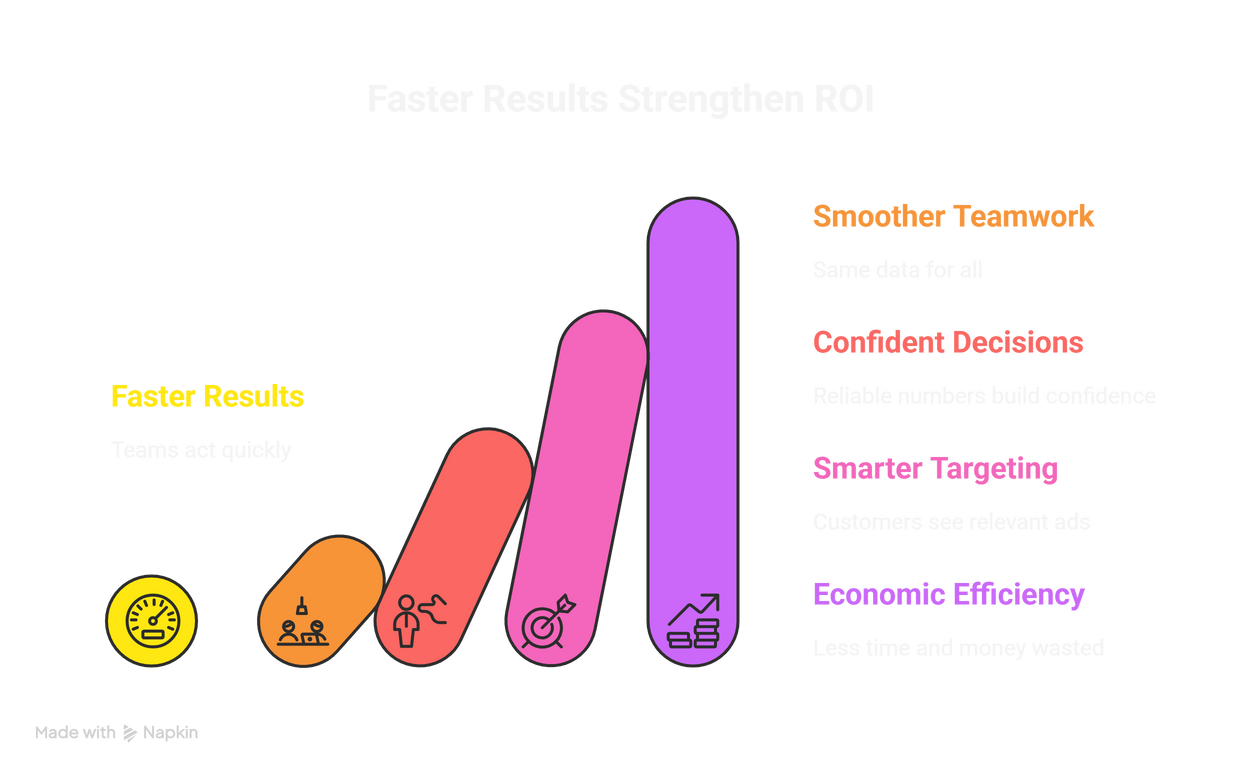 Faster Results Strengthen ROI
Faster Results
Teams act quickly
Smoother Teamwork
Same data for all
Confident Decisions
Reliable numbers build confidence
Smarter Targeting
Customers see relevant ads
Economic Efficiency
Less time and money wasted
Made with Napkin